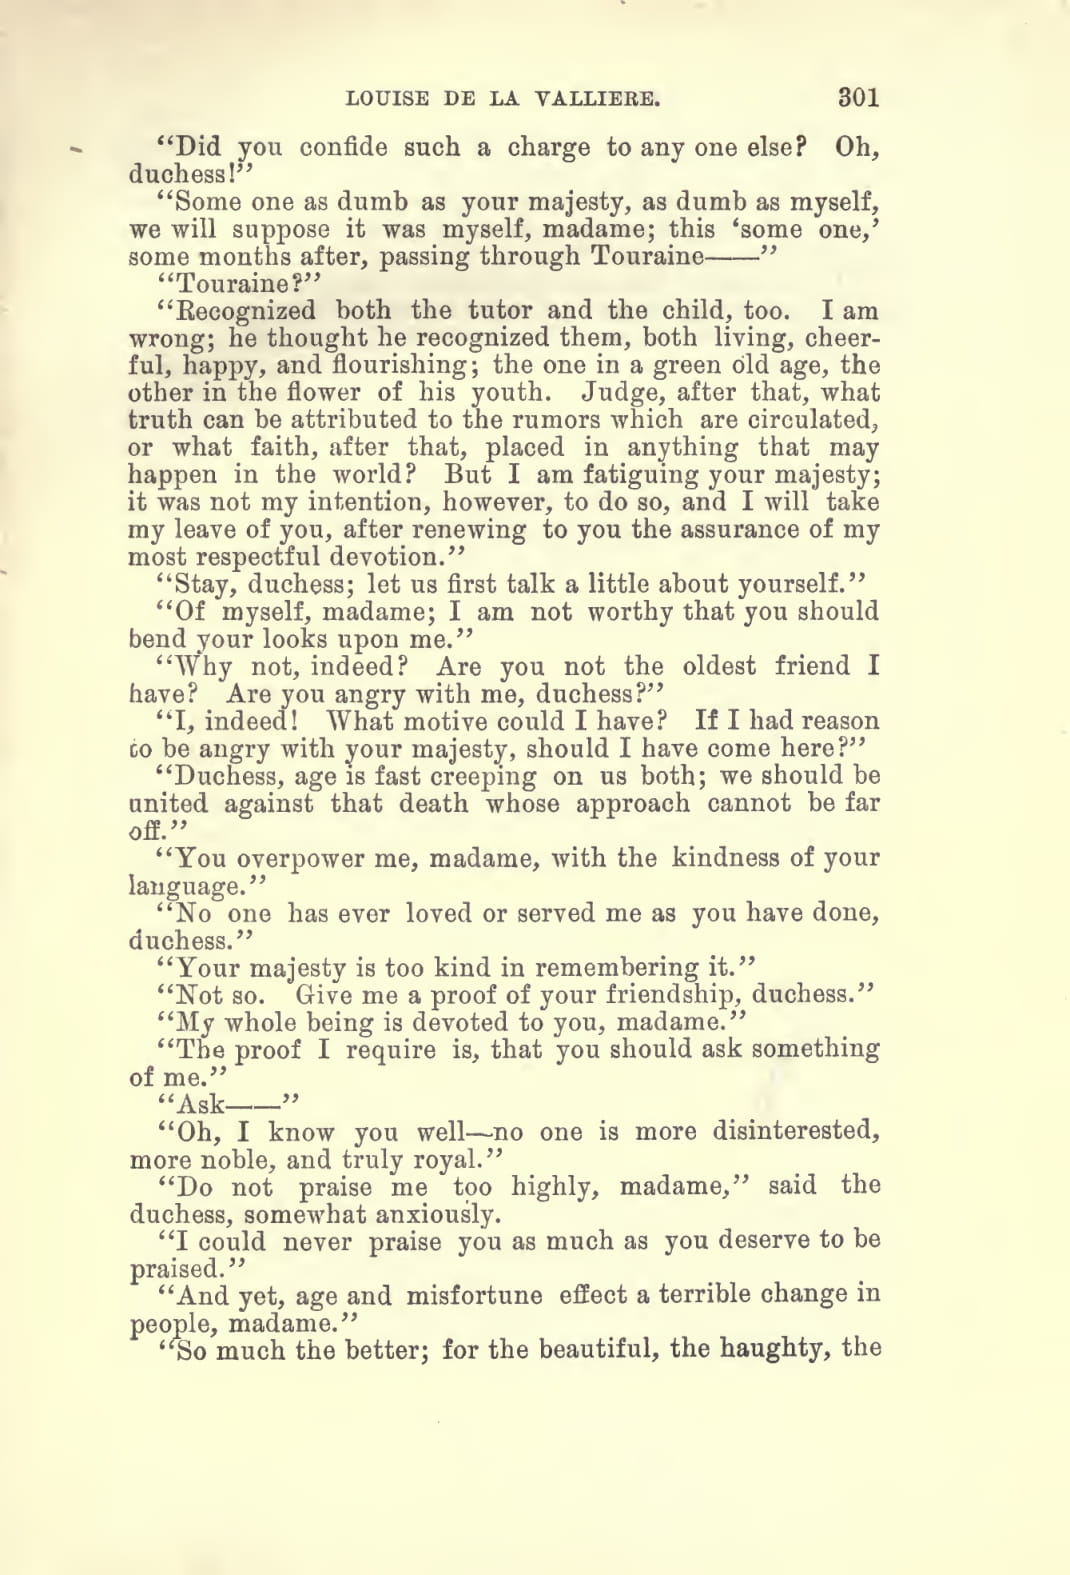 LOUISE DE LA VALLIERE. 301
“Did you confide such a charge to any one else? Oh,
duchess!”
“Some one as dumb as your majesty, as dumb as myself,
we will suppose it was myself, madame; this ‘some one,’
some months after, passing through Touraine——”
“Touraine?”
“Recognized both the tutor and the child, too. I am
wrong; he thought he recognized them, both living, cheer-
ful, happy, and flourishing; the one in a green old age, the
other in the flower of his youth. Judge, after that, what
truth can be attributed to the rumors which are circulated,
or what faith, after that, placed in anything that may
happen in the world? But I am fatiguing your majesty;
it was not my intention, however, to do so, and I will take
my leave of you, after renewing to you the assurance of my
most respectful devotion.”
“Stay, duchess; let us first talk a little about yourself.”
“Of myself, madame; I am not worthy that you should
bend your looks upon me.”
“Why not, indeed? Are you not the oldest friend I
have? Are you angry with me, duchess?”
“I, indeed! What motive could I have? If I had reason
to be angry with your majesty, should I have come here?”
“Duchess, age is fast creeping on us both; we should be
united against that death whose approach cannot be far
off.”
“You overpower me, madame, with the kindness of your
language.”
“No one has ever loved or served me as you have done,
duchess.”
“Your majesty is too kind in remembering it.”
“Not so. Give me a proof of your friendship, duchess.”
“My whole being is devoted to you, madame.”
“The proof I require is, that you should ask something
of me.”
“Ask——”
“Oh, I know you well—no one is more disinterested,
more noble, and truly royal.”
“Do not praise me too highly, madame,” said the
duchess, somewhat anxiously.
“I could never praise you as much as you deserve to be
praised.”
“And yet, age and misfortune effect a terrible change in
people, madame.”
“So much the better; for the beautiful, the haughty, the